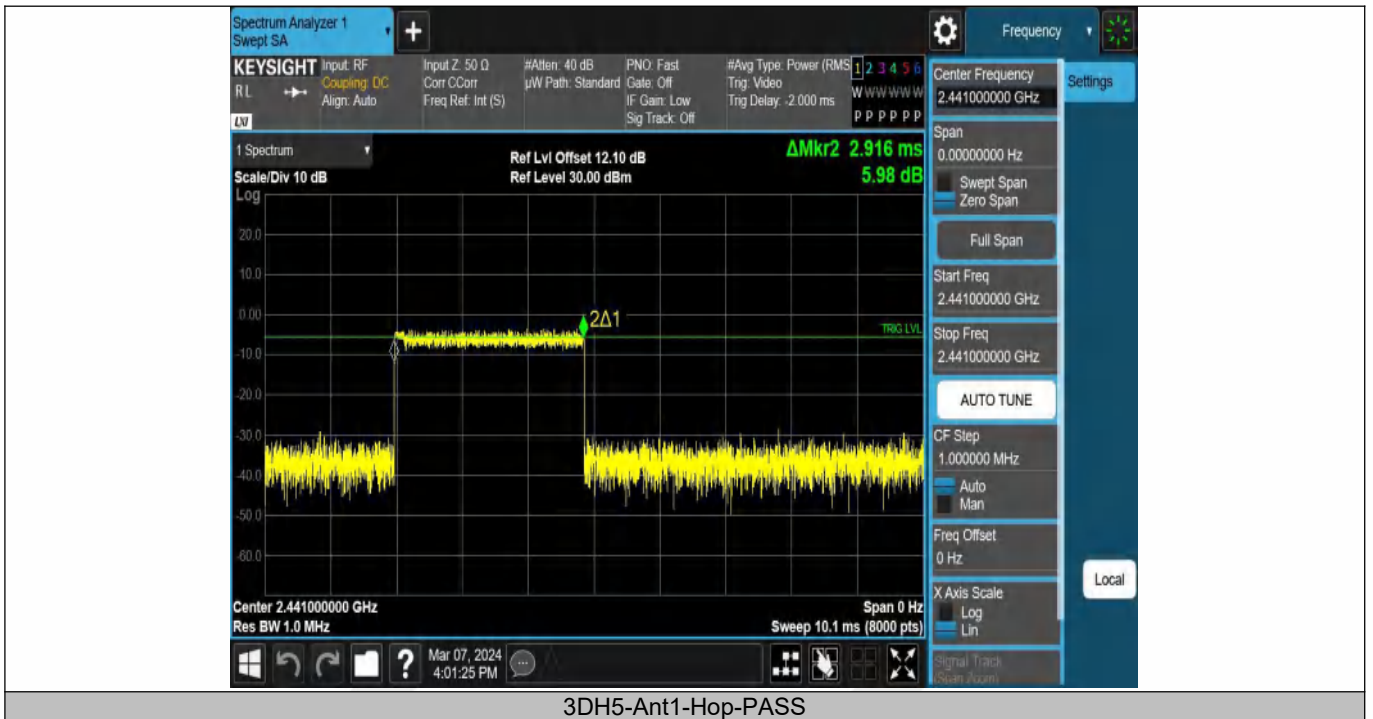 Spectrum Analyzer 1
Swept SA
+
Frequency
KEYSIGHT
RL
LXI
Input: RF
Coupling: DC
Align: Auto
Input Z: 50 Ω
Corr CCorr
Freq Ref: Int (S)
#Atten: 40 dB
µW Path: Standard
PNO: Fast
Gate: Off
IF Gain: Low
Sig Track: Off
#Avg Type: Power (RMS
Trig: Video
Trig Delay: -2.000 ms
1 2 3 4 5 6
W W W W W W
P P P P P P
1 Spectrum
Scale/Div 10 dB
Log
Ref Lvl Offset 12.10 dB
Ref Level 30.00 dBm
ΔMkr2 2.916 ms
5.98 dB
20.0
10.0
0.00
-10.0
-20.0
-30.0
-40.0
-50.0
-60.0
2Δ1
TRIG LVL
Center 2.441000000 GHz
Res BW 1.0 MHz
Span 0 Hz
Sweep 10.1 ms (8000 pts)
Center Frequency
2.441000000 GHz
Settings
Span
0.00000000 Hz
Swept Span
Zero Span
Full Span
Start Freq
2.441000000 GHz
Stop Freq
2.441000000 GHz
AUTO TUNE
CF Step
1.000000 MHz
Auto
Man
Freq Offset
0 Hz
X Axis Scale
Log
Lin
Signal Track
(Span Zoom)
Local
?
Mar 07, 2024
4:01:25 PM
3DH5-Ant1-Hop-PASS